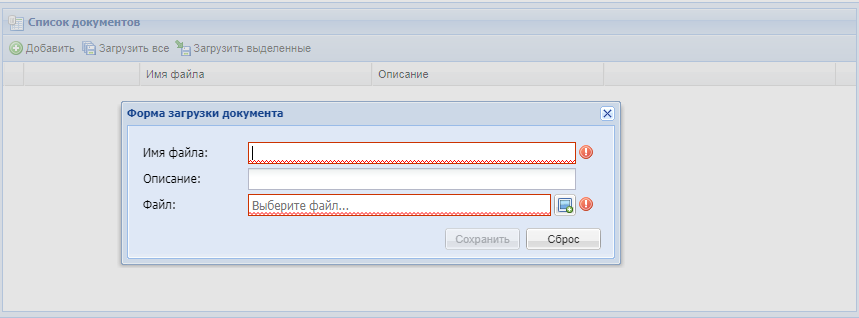 Список документов
Добавить Загрузить все Загрузить выделенные
Имя файла Описание
Форма загрузки документа
Имя файла:
Описание:
Файл: Выберите файл...
Сохранить Сброс